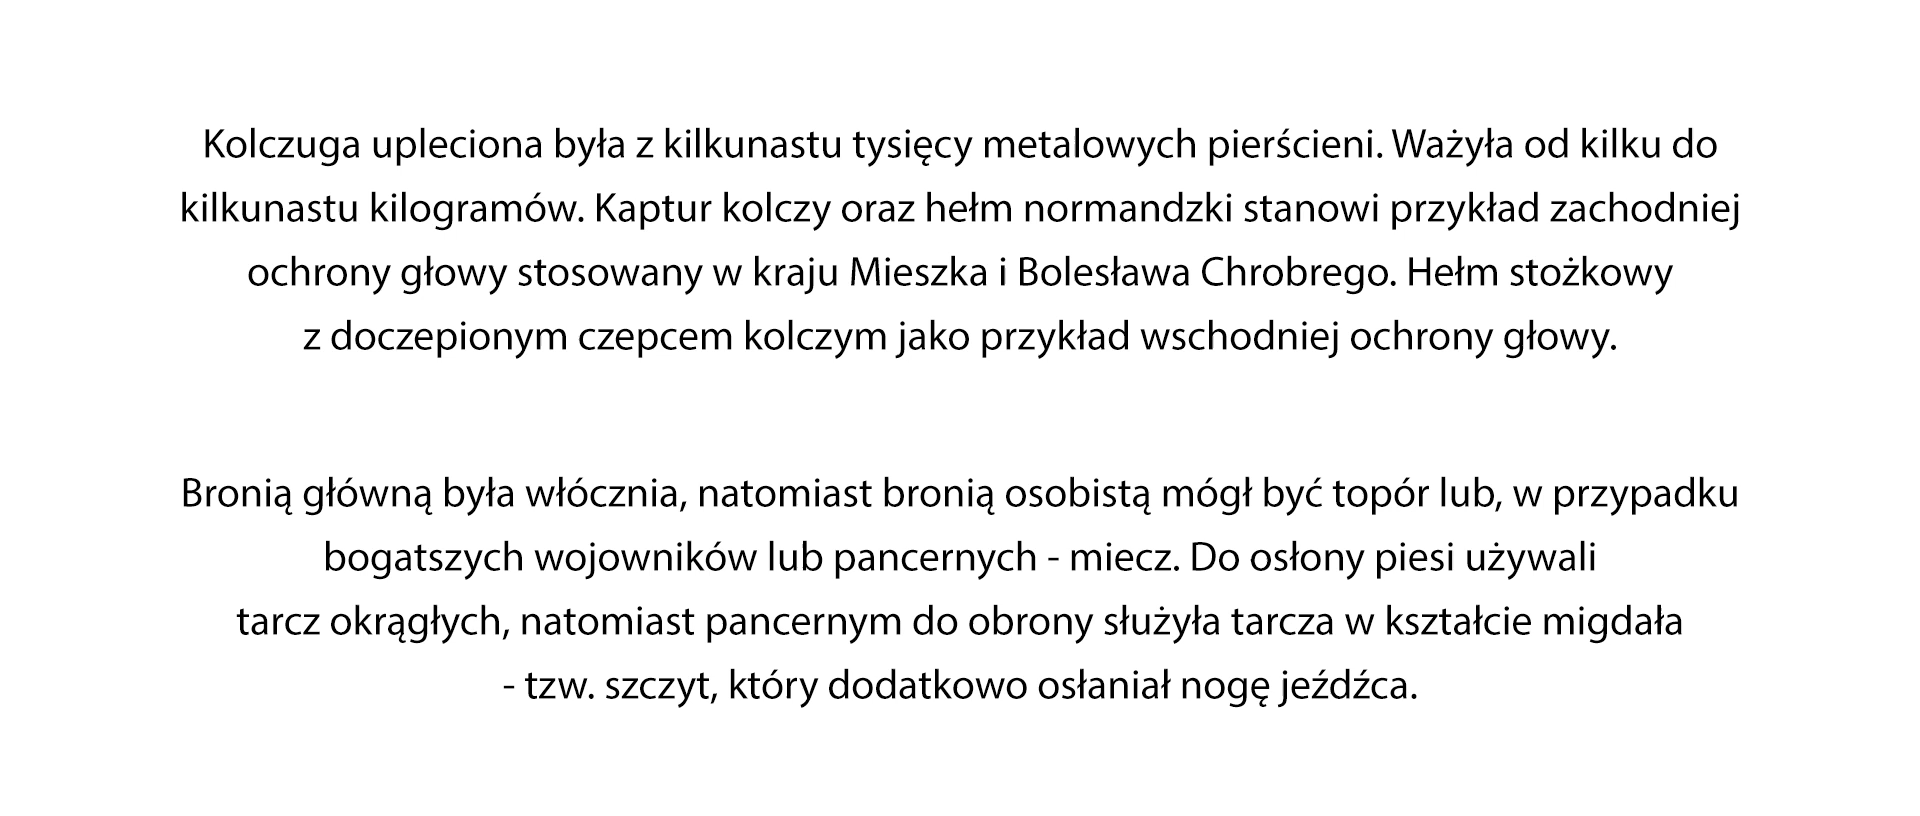 Kolczuga upleciona była z kilkunastu tysięcy metalowych pierścieni. Ważyła od kilku do
kilkunastu kilogramów. Kaptur kolczy oraz hełm normandzki stanowi przykład zachodniej
ochrony głowy stosowany w kraju Mieszka i Bolesława Chrobrego. Hełm stożkowy
z doczepionym czepcem kolczym jako przykład wschodniej ochrony głowy.
Bronią główną była włócznia, natomiast bronią osobistą mógł być topór lub, w przypadku
bogatszych wojowników lub pancernych - miecz. Do osłony piesi używali
tarcz okrągłych, natomiast pancernym do obrony służyła tarcza w kształcie migdała
- tzw. szczyt, który dodatkowo osłaniał nogę jeźdźca.